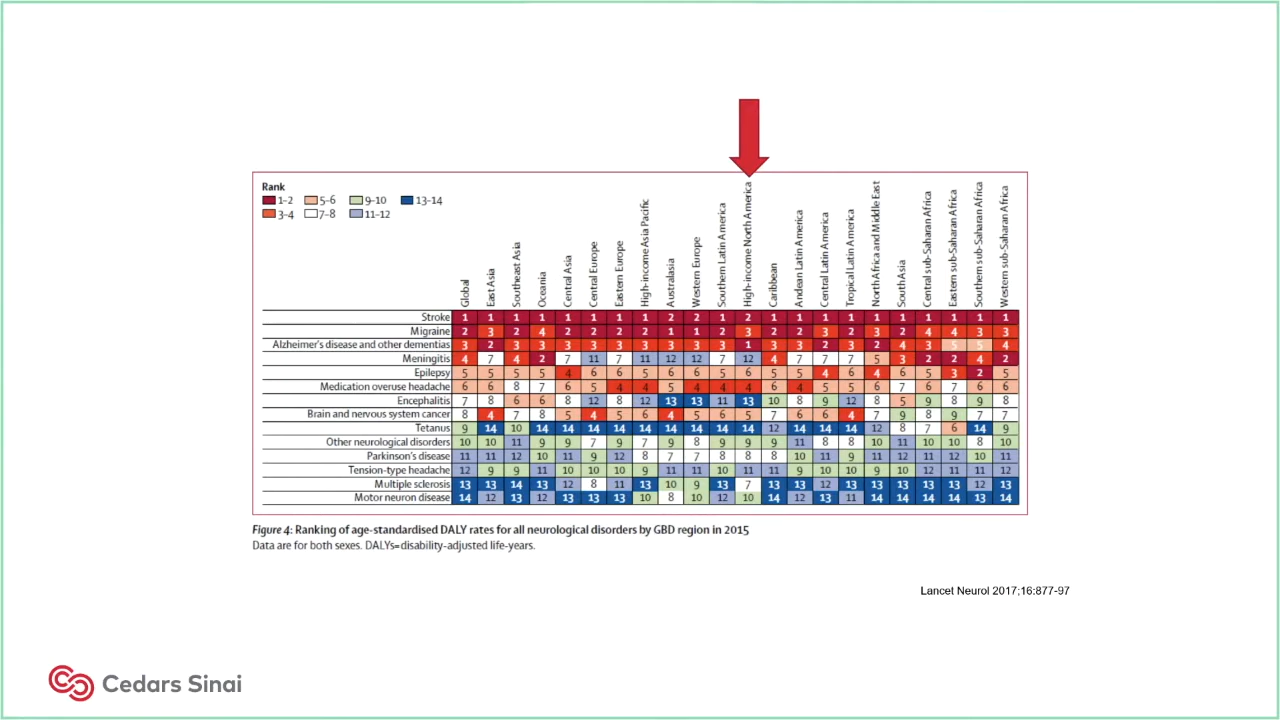 Rank
1–2 5–6 9–10 13–14
3–4 7–8 11–12
Global East Asia Southeast Asia Oceania Central Asia Central Europe Eastern Europe High-income Asia Pacific Australasia Western Europe Southern Latin America High-income North America Caribbean Andean Latin America Central Latin America Tropical Latin America North Africa and Middle East South Asia Central sub-Saharan Africa Eastern sub-Saharan Africa Southern sub-Saharan Africa Western sub-Saharan Africa
Stroke 1 1 1 1 1 1 1 1 2 2 1 2 1 1 1 1 1 1 1 1 1 1
Migraine 2 3 2 4 2 2 2 1 1 1 2 3 2 2 3 2 3 2 4 4 3 3
Alzheimer's disease and other dementias 3 2 3 3 3 3 3 3 3 3 3 1 3 3 2 3 2 4 3 5 5 4
Meningitis 4 7 4 2 7 11 7 11 12 12 7 12 4 7 7 7 5 3 2 2 4 2
Epilepsy 5 5 5 5 4 6 6 5 6 6 5 6 5 5 4 6 4 6 5 3 2 5
Medication overuse headache 6 6 8 7 6 5 4 4 5 4 4 4 6 4 5 5 6 7 6 7 6 6
Encephalitis 7 8 6 6 8 12 8 12 13 13 11 13 10 8 9 12 8 5 9 8 9 8
Brain and nervous system cancer 8 4 7 8 5 4 5 6 4 5 6 5 7 6 6 4 7 9 8 9 7 7
Tetanus 9 14 10 14 14 14 14 14 14 14 14 14 12 14 14 14 12 8 7 6 14 9
Other neurological disorders 10 10 11 9 9 7 9 7 9 8 9 9 9 11 8 8 10 11 10 10 8 10
Parkinson's disease 11 11 12 10 11 9 12 8 7 7 8 8 8 10 11 9 11 12 11 12 10 11
Tension-type headache 12 9 9 11 10 10 10 9 11 11 10 11 11 9 10 10 9 10 12 11 11 12
Multiple sclerosis 13 13 14 13 12 8 11 13 10 9 13 7 14 12 13 13 13 13 13 13 12 13
Motor neuron disease 14 12 13 12 13 13 13 10 8 10 12 10 13 13 12 11 14 14 14 14 13 14
Figure 4: Ranking of age-standardised DALY rates for all neurological disorders by GBD region in 2015
Data are for both sexes. DALYs=disability-adjusted life-years.
Lancet Neurol 2017;16:877-97
Cedars Sinai